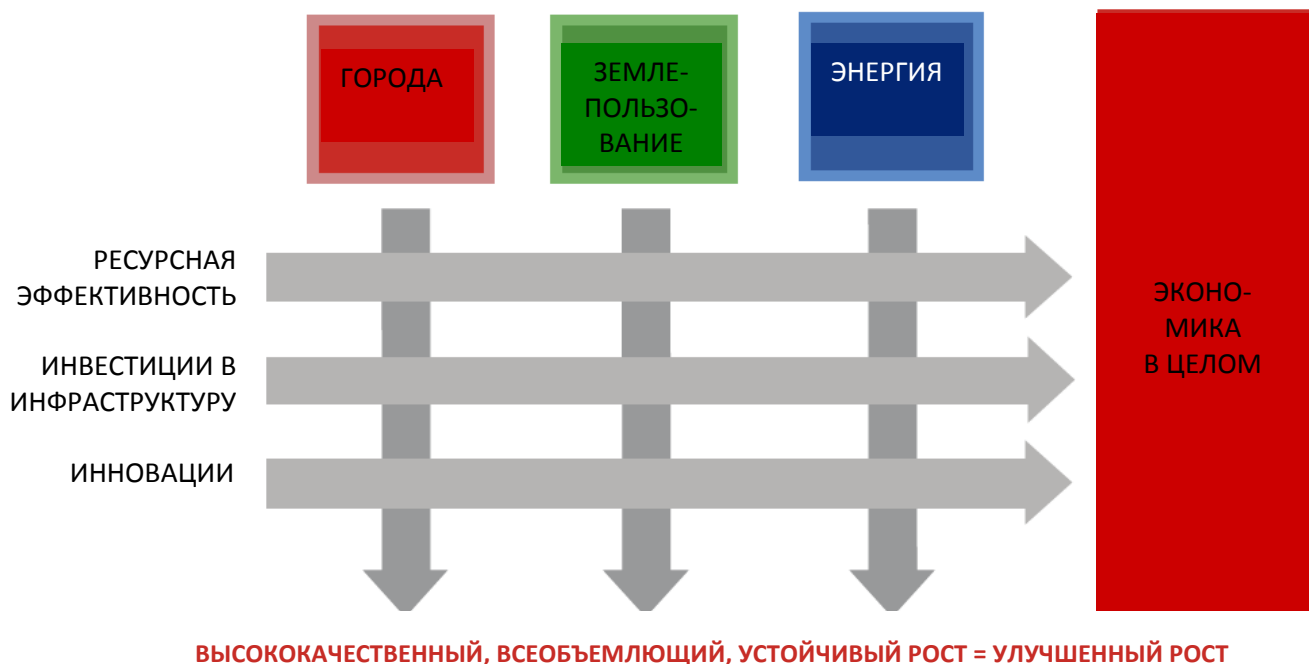 ГОРОДА
ЗЕМЛЕ-
ПОЛЬЗО-
ВАНИЕ
ЭНЕРГИЯ
РЕСУРСНАЯ
ЭФФЕКТИВНОСТЬ
ИНВЕСТИЦИИ В
ИНФРАСТРУКТУРУ
ИННОВАЦИИ
ЭКОНО-
МИКА
В ЦЕЛОМ
ВЫСОКОКАЧЕСТВЕННЫЙ, ВСЕОБЪЕМЛЮЩИЙ, УСТОЙЧИВЫЙ РОСТ = УЛУЧШЕННЫЙ РОСТ